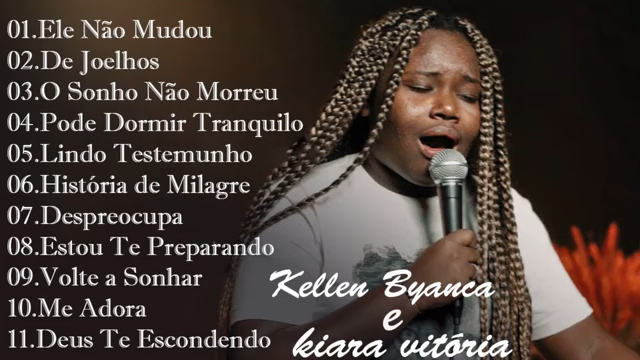 01.Ele Não Mudou
02.De Joelhos
03.O Sonho Não Morreu
04.Pode Dormir Tranquilo
05.Lindo Testemunho
06.História de Milagre
07.Despreocupa
08.Estou Te Preparando
09.Volte a Sonhar
10.Me Adora
11.Deus Te Escondendo
Kellen Byanca
e
kiara vitória